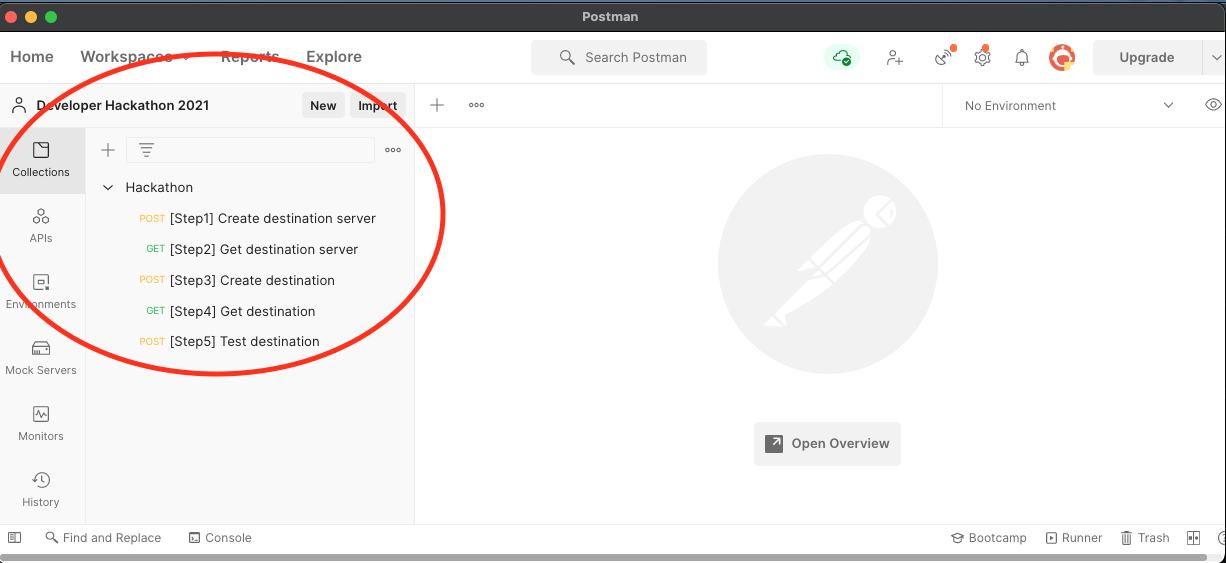 Postman
Home Workspaces Reports Explore Search Postman Upgrade
Developer Hackathon 2021 New Import No Environment
Collections
Hackathon
POST [Step1] Create destination server
GET [Step2] Get destination server
APIs
POST [Step3] Create destination
Environments
GET [Step4] Get destination
POST [Step5] Test destination
Mock Servers
Monitors
Open Overview
History
Find and Replace Console Bootcamp Runner Trash